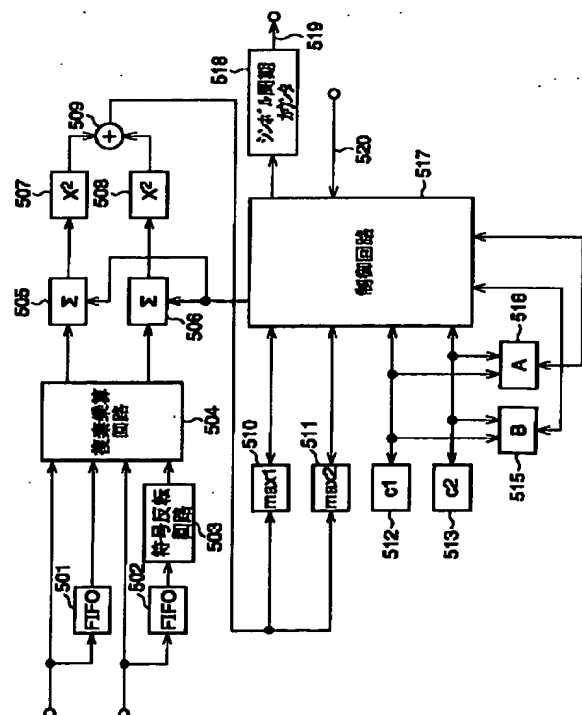 501
FIFO
502
FIFO
符号反転
回路
503
複素乗算
回路
504
505
Σ
Σ
506
507
X²
508
X²
509
+
510
max1
511
max2
c1
512
c2
513
B
515
A
516
制御回路
517
シンボル同期
カウンタ
518
519
520